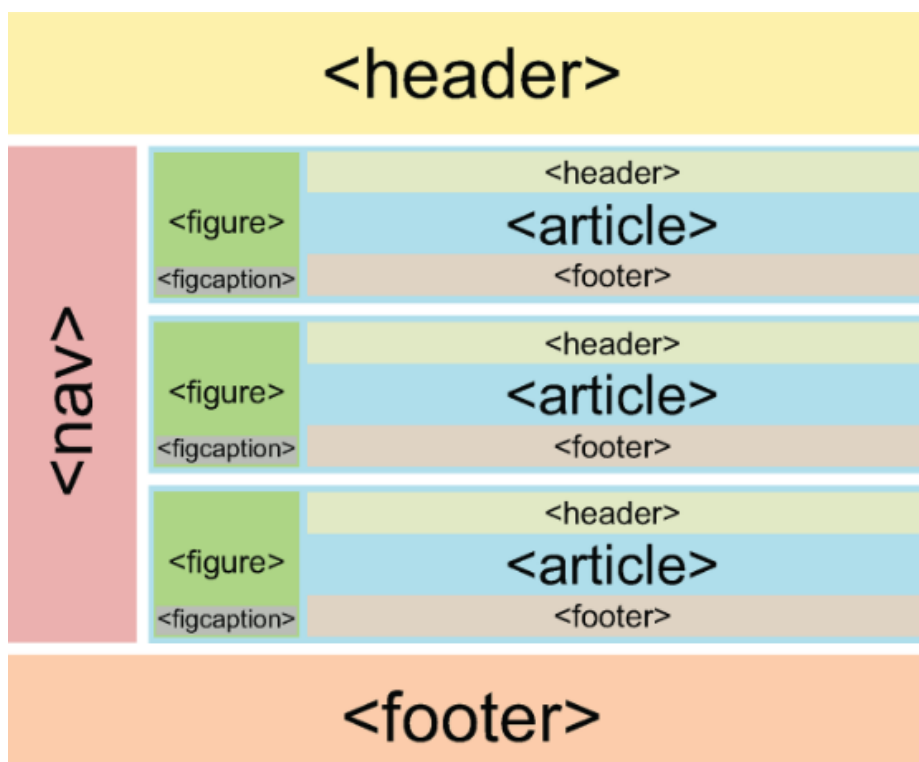 <header>
<nav>
<figure>
<figcaption>
<header>
<article>
<footer>
<figure>
<figcaption>
<header>
<article>
<footer>
<figure>
<figcaption>
<header>
<article>
<footer>
<footer>